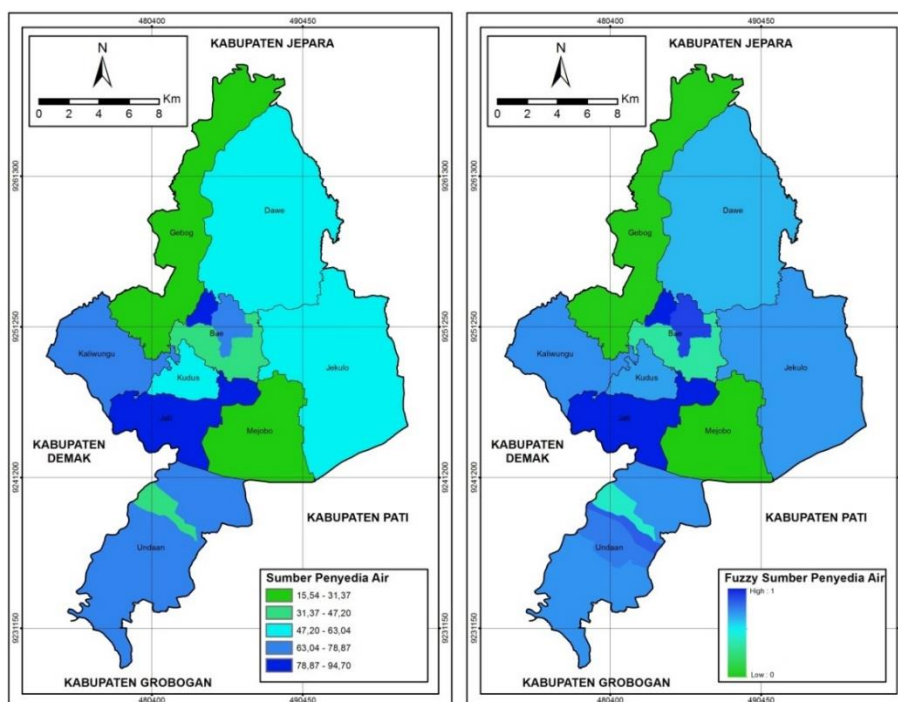 480400
490450
KABUPATEN JEPARA
N
Km
0 2 4 6 8
9261300
Dawe
Gebog
9251250
Bae
Kaliwungu
Jekulo
Kudus
Jati
Mejobo
KABUPATEN
DEMAK
9241200
KABUPATEN PATI
Undaan
Sumber Penyedia Air
15,54 - 31,37
31,37 - 47,20
47,20 - 63,04
63,04 - 78,87
78,87 - 94,70
9231150
KABUPATEN GROBOGAN
480400
490450
480400
490450
KABUPATEN JEPARA
N
Km
0 2 4 6 8
9261300
Dawe
Gebog
9251250
Bae
Kaliwungu
Jekulo
Kudus
Jati
Mejobo
KABUPATEN
DEMAK
9241200
KABUPATEN PATI
Undaan
Fuzzy Sumber Penyedia Air
High : 1
Low : 0
9231150
KABUPATEN GROBOGAN
480400
490450